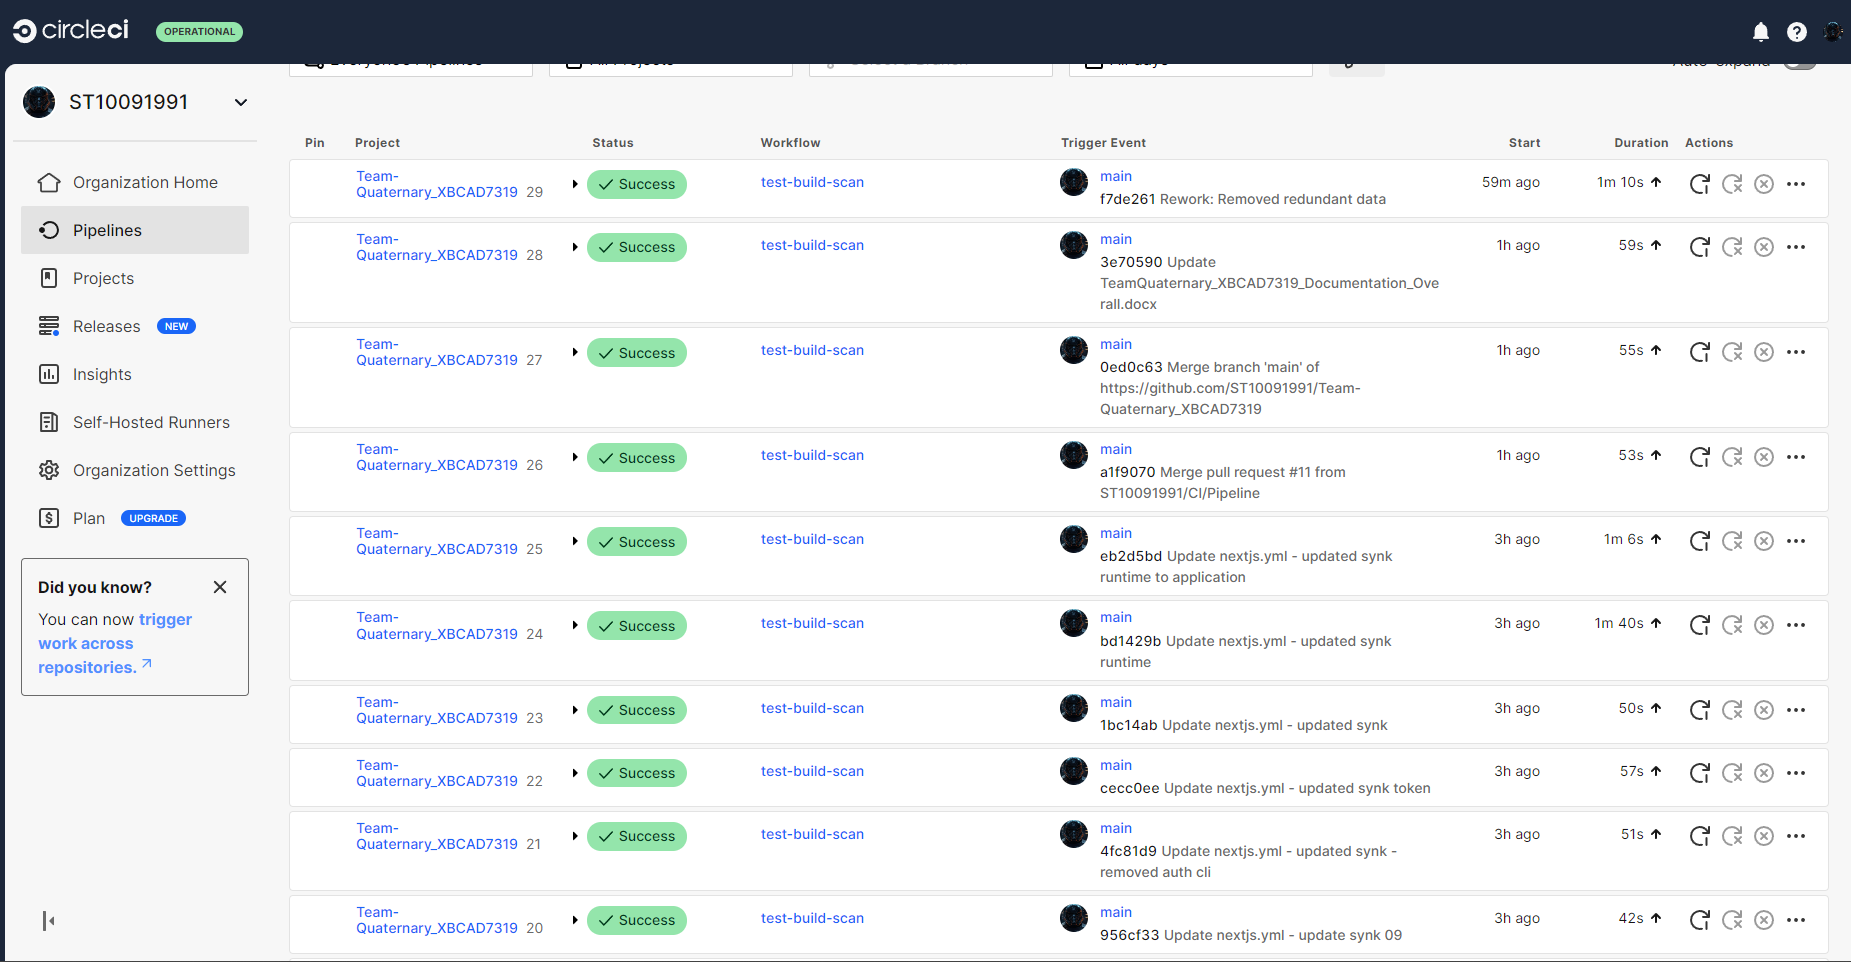 circleci
OPERATIONAL
ST10091991
Organization Home
Pipelines
Projects
Releases NEW
Insights
Self-Hosted Runners
Organization Settings
Plan UPGRADE
Did you know?
You can now trigger
work across
repositories.
Everyone's Pipelines All Projects Select a Branch All days Auto-expand
Pin Project Status Workflow Trigger Event Start Duration Actions
Team-
Quaternary_XBCAD7319 29 Success test-build-scan main 59m ago 1m 10s
f7de261 Rework: Removed redundant data
Team-
Quaternary_XBCAD7319 28 Success test-build-scan main 1h ago 59s
3e70590 Update
TeamQuaternary_XBCAD7319_Documentation_Ove
rall.docx
Team-
Quaternary_XBCAD7319 27 Success test-build-scan main 1h ago 55s
0ed0c63 Merge branch 'main' of
https://github.com/ST10091991/Team-
Quaternary_XBCAD7319
Team-
Quaternary_XBCAD7319 26 Success test-build-scan main 1h ago 53s
a1f9070 Merge pull request #11 from
ST10091991/CI/Pipeline
Team-
Quaternary_XBCAD7319 25 Success test-build-scan main 3h ago 1m 6s
eb2d5bd Update nextjs.yml - updated synk
runtime to application
Team-
Quaternary_XBCAD7319 24 Success test-build-scan main 3h ago 1m 40s
bd1429b Update nextjs.yml - updated synk
runtime
Team-
Quaternary_XBCAD7319 23 Success test-build-scan main 3h ago 50s
1bc14ab Update nextjs.yml - updated synk
Team-
Quaternary_XBCAD7319 22 Success test-build-scan main 3h ago 57s
cecc0ee Update nextjs.yml - updated synk token
Team-
Quaternary_XBCAD7319 21 Success test-build-scan main 3h ago 51s
4fc81d9 Update nextjs.yml - updated synk -
removed auth cli
Team-
Quaternary_XBCAD7319 20 Success test-build-scan main 3h ago 42s
956cf33 Update nextjs.yml - update synk 09